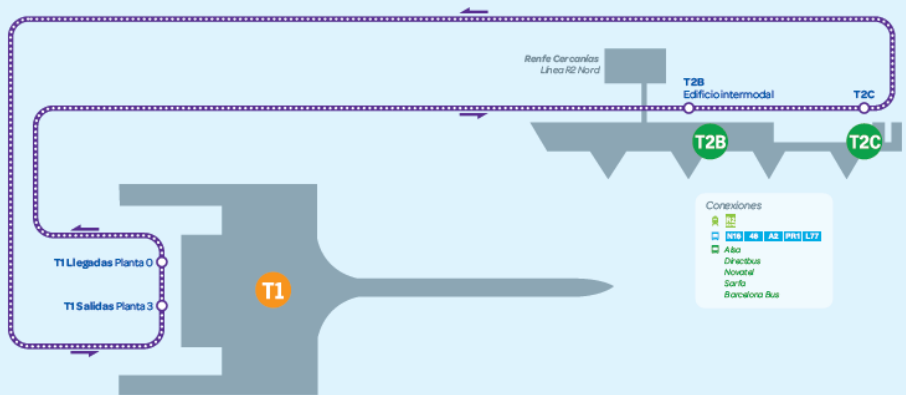 Renfe Cercanías
Línea R2 Nord
T2B
Edificio intermodal
T2C
T2B
T2C
T1 Llegadas Planta 0
T1 Salidas Planta 3
T1
Conexiones
R2
N16 46 A2 PR1 L77
Alsa
Directbus
Novatel
Sarfa
Barcelona Bus